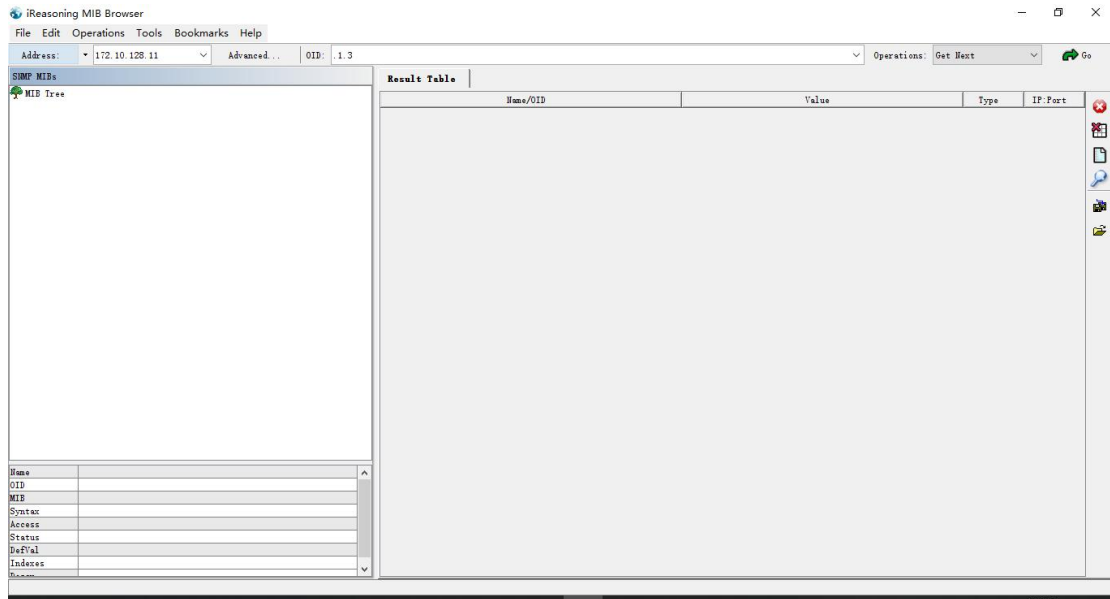 iReasoning MIB Browser
File Edit Operations Tools Bookmarks Help
Address: 172.10.128.11 Advanced... OID: .1.3 Operations: Get Next Go
SNMP MIBs
MIB Tree
Result Table
Name/OID Value Type IP:Port
Name
OID
MIB
Syntax
Access
Status
DefVal
Indexes